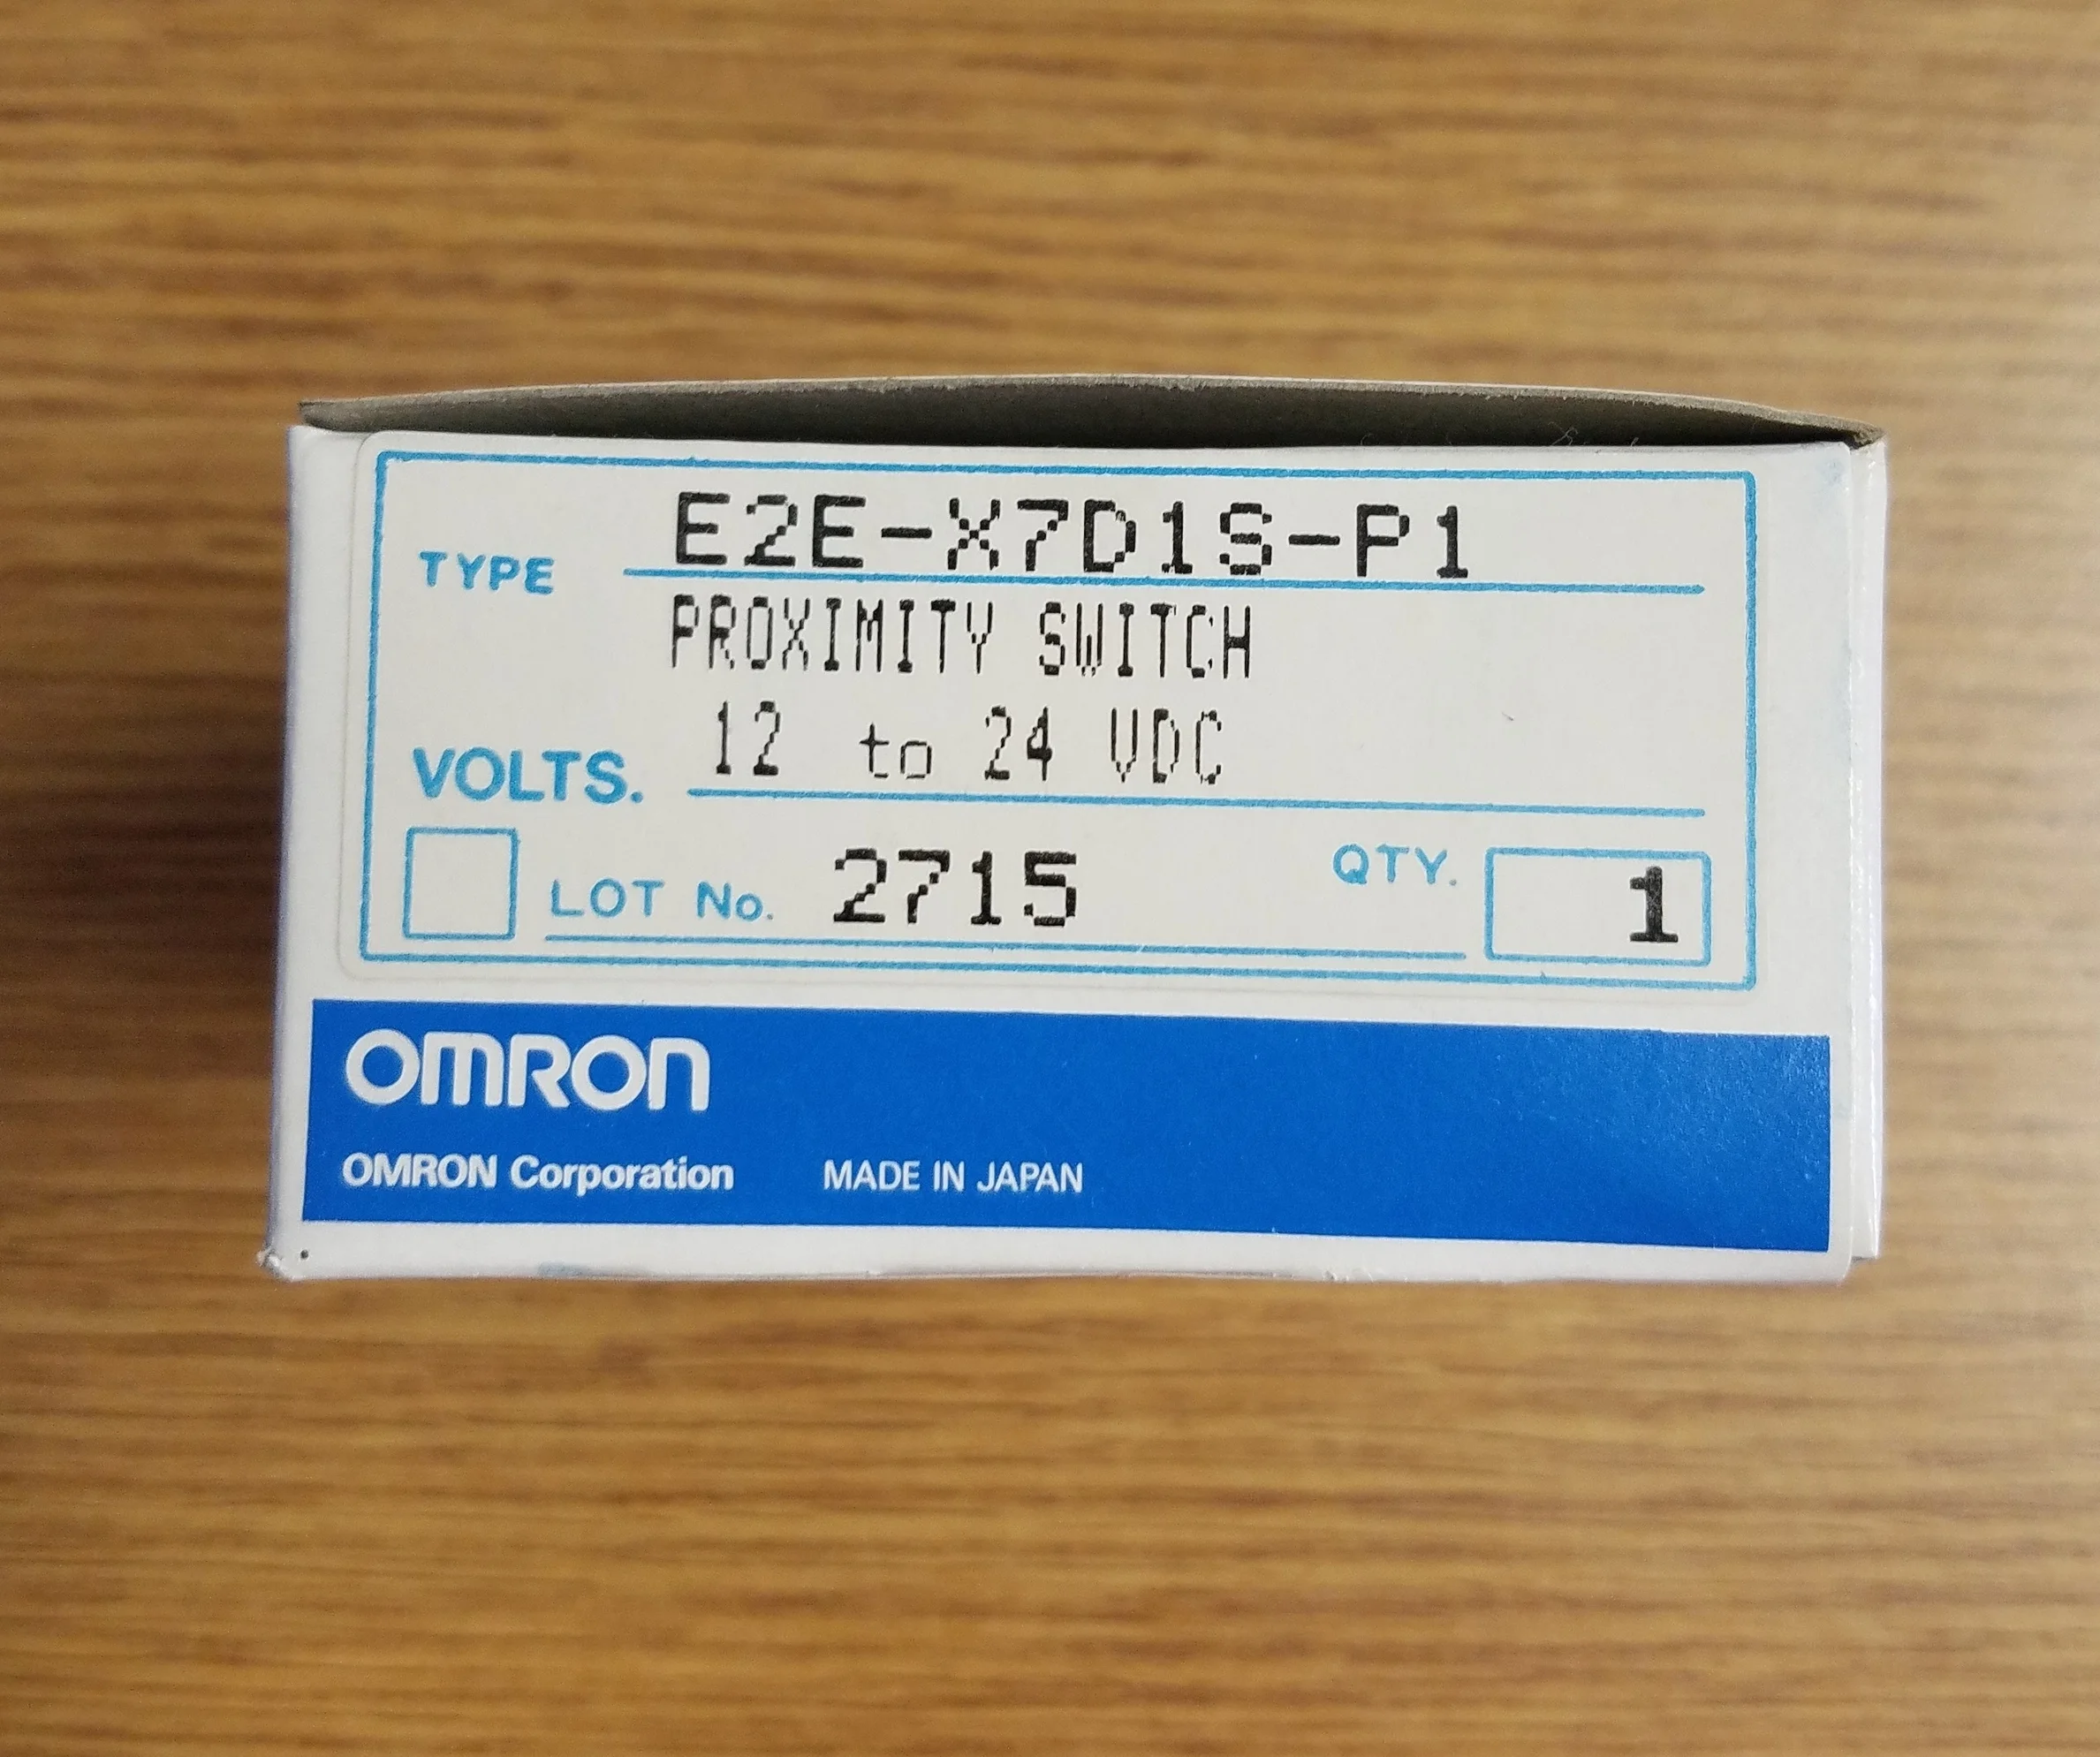 TYPE E2E-X7D1S-P1
PROXIMITY SWITCH
VOLTS. 12 to 24 VDC
LOT No. 2715 QTY. 1
OMRON
OMRON Corporation MADE IN JAPAN